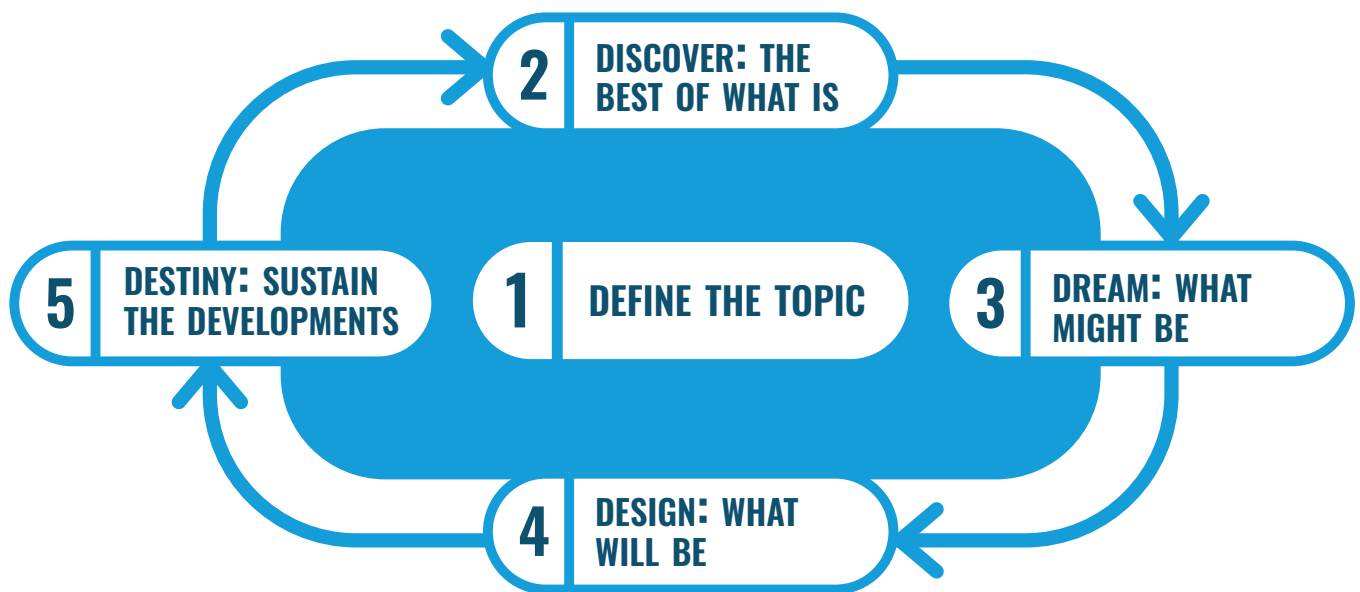 1
DEFINE THE TOPIC
2
DISCOVER: THE
BEST OF WHAT IS
3
DREAM: WHAT
MIGHT BE
4
DESIGN: WHAT
WILL BE
5
DESTINY: SUSTAIN
THE DEVELOPMENTS